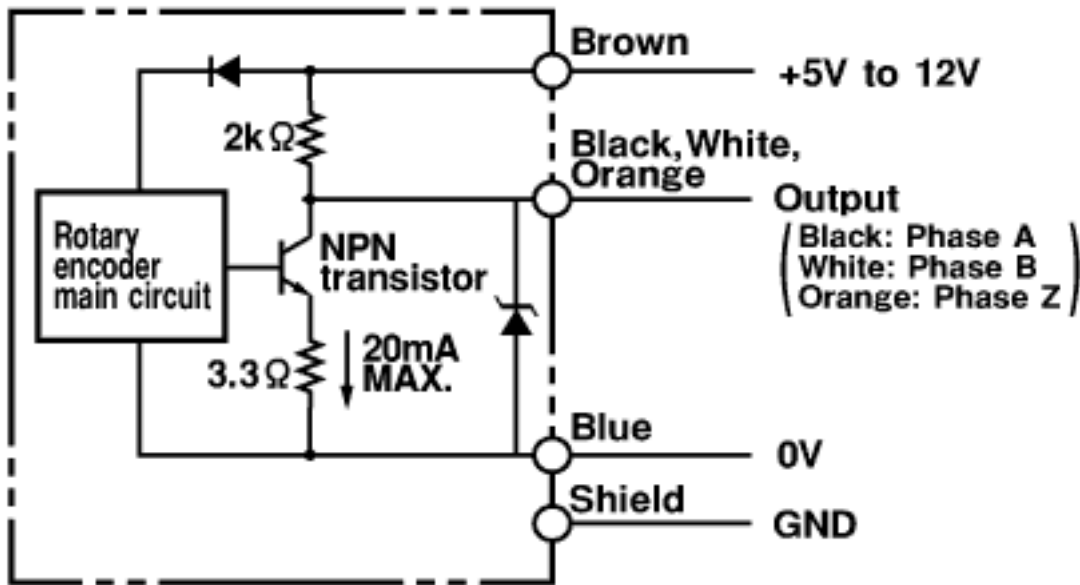 Brown
+5V to 12V
2kΩ
Black, White,
Orange
Output
(Black: Phase A
White: Phase B
Orange: Phase Z)
Rotary
encoder
main circuit
NPN
transistor
3.3Ω
20mA
MAX.
Blue
0V
Shield
GND